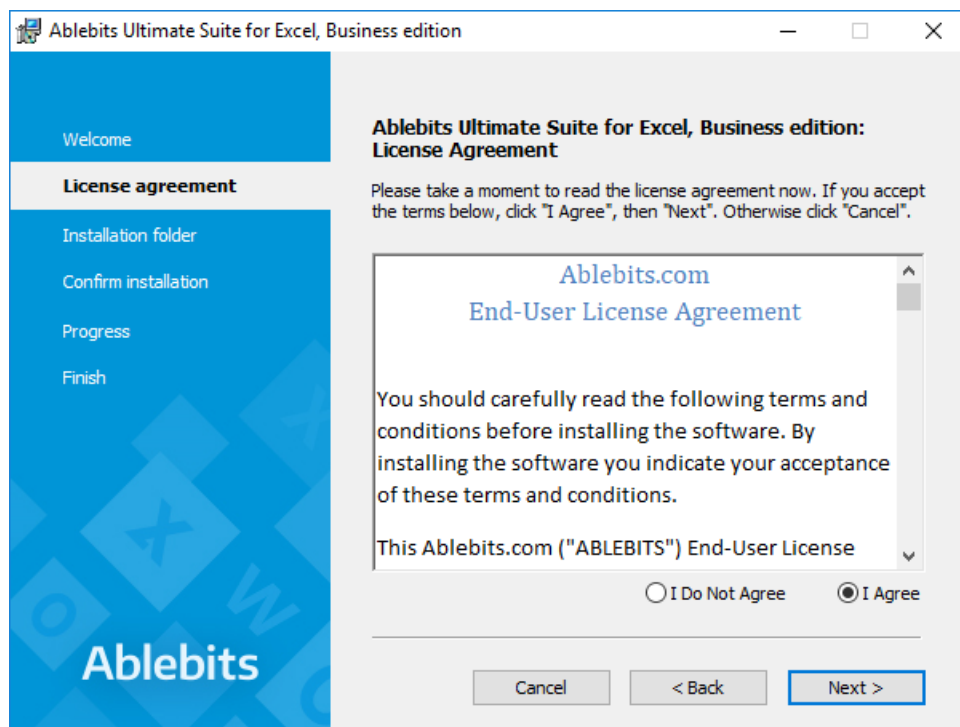 Ablebits Ultimate Suite for Excel, Business edition
Welcome
License agreement
Installation folder
Confirm installation
Progress
Finish
Ablebits
Ablebits Ultimate Suite for Excel, Business edition:
License Agreement
Please take a moment to read the license agreement now. If you accept
the terms below, click "I Agree", then "Next". Otherwise click "Cancel".
Ablebits.com
End-User License Agreement
You should carefully read the following terms and
conditions before installing the software. By
installing the software you indicate your acceptance
of these terms and conditions.
This Ablebits.com ("ABLEBITS") End-User License
I Do Not Agree
I Agree
Cancel
< Back
Next >